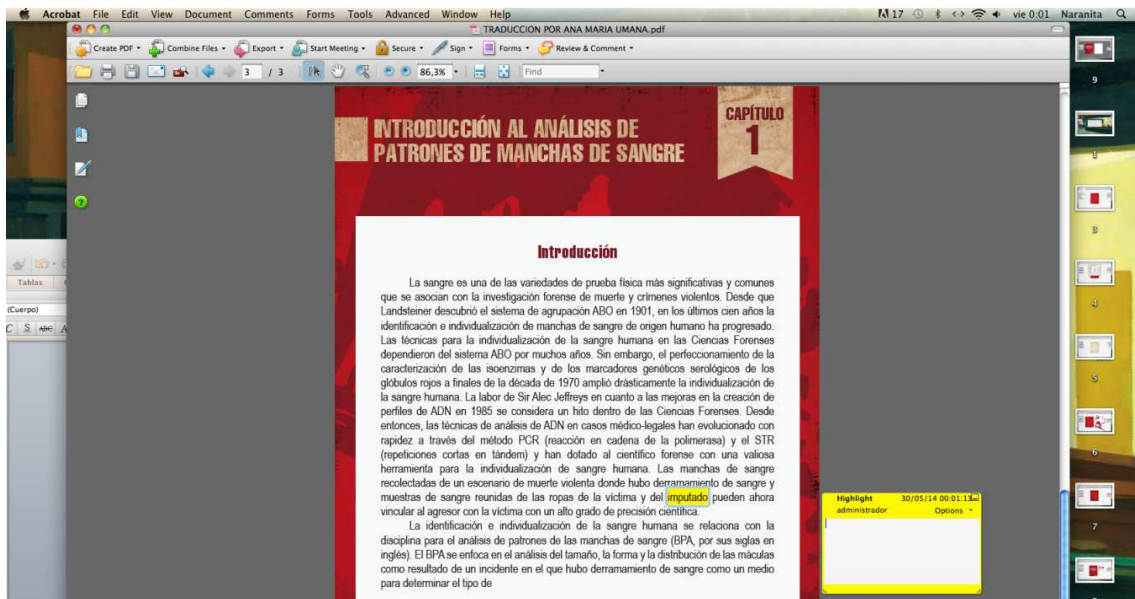 Acrobat File Edit View Document Comments Forms Tools Advanced Window Help
17 vie 0:01 Naranita
TRADUCCION POR ANA MARIA UMANA.pdf
Create PDF Combine Files Export Start Meeting Secure Sign Forms Review & Comment
3 / 3 86,3% Find
CAPÍTULO
1
INTRODUCCIÓN AL ANÁLISIS DE
PATRONES DE MANCHAS DE SANGRE
Introducción
La sangre es una de las variedades de prueba física más significativas y comunes
que se asocian con la investigación forense de muerte y crímenes violentos. Desde que
Landsteiner descubrió el sistema de agrupación ABO en 1901, en los últimos cien años la
identificación e individualización de manchas de sangre de origen humano ha progresado.
Las técnicas para la individualización de la sangre humana en las Ciencias Forenses
dependieron del sistema ABO por muchos años. Sin embargo, el perfeccionamiento de la
caracterización de las isoenzimas y de los marcadores genéticos serológicos de los
glóbulos rojos a finales de la década de 1970 amplió drásticamente la individualización de
la sangre humana. La labor de Sir Alec Jeffreys en cuanto a las mejoras en la creación de
perfiles de ADN en 1985 se considera un hito dentro de las Ciencias Forenses. Desde
entonces, las técnicas de análisis de ADN en casos médico-legales han evolucionado con
rapidez a través del método PCR (reacción en cadena de la polimerasa) y el STR
(repeticiones cortas en tándem) y han dotado al científico forense con una valiosa
herramienta para la individualización de sangre humana. Las manchas de sangre
recolectadas de un escenario de muerte violenta donde hubo derramamiento de sangre y
muestras de sangre reunidas de las ropas de la víctima y del imputado pueden ahora
vincular al agresor con la víctima con un alto grado de precisión científica.
La identificación e individualización de la sangre humana se relaciona con la
disciplina para el análisis de patrones de las manchas de sangre (BPA, por sus siglas en
inglés). El BPA se enfoca en el análisis del tamaño, la forma y la distribución de las máculas
como resultado de un incidente en el que hubo derramamiento de sangre como un medio
para determinar el tipo de
Highlight 30/05/14 00:01:13
administrador Options
Tablas
(Cuerpo)
C S ABC A
9
1
3
4
5
6
7